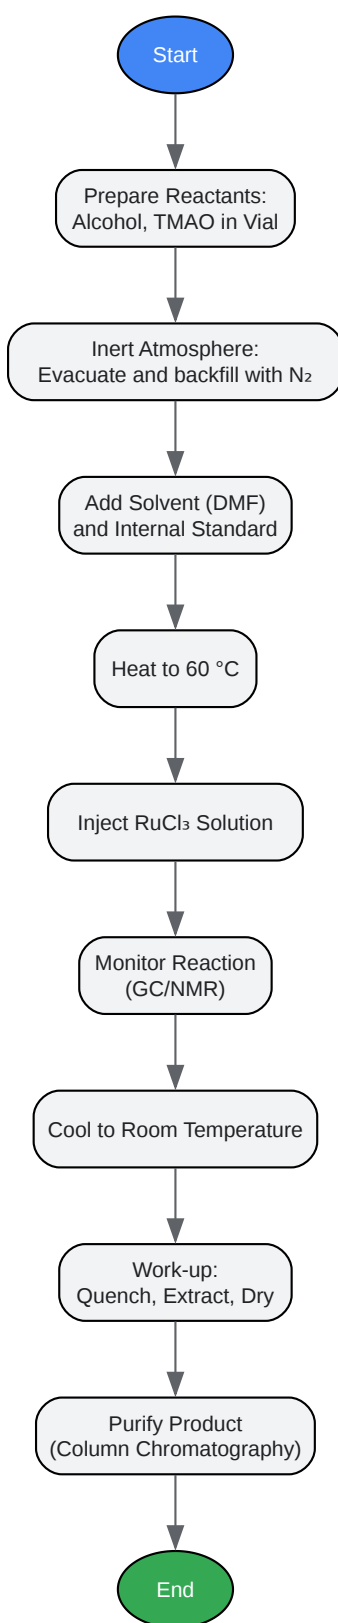 Start
Prepare Reactants:
Alcohol, TMAO in Vial
Inert Atmosphere:
Evacuate and backfill with N₂
Add Solvent (DMF)
and Internal Standard
Heat to 60 °C
Inject RuCl₃ Solution
Monitor Reaction
(GC/NMR)
Cool to Room Temperature
Work-up:
Quench, Extract, Dry
Purify Product
(Column Chromatography)
End